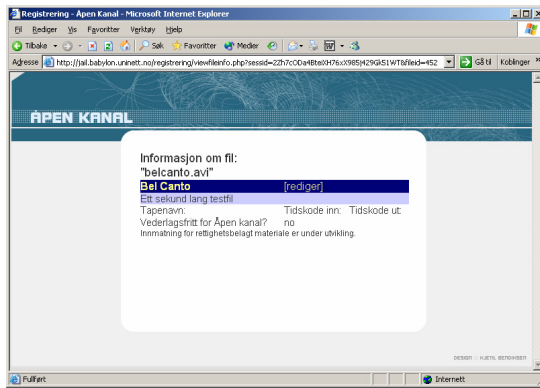 Registrering - Åpen Kanal - Microsoft Internet Explorer
Fil Rediger Vis Favoritter Verktøy Hjelp
Tilbake Søk Favoritter Medier
Adresse http://jail.babylon.uninett.no/registrering/viewfileinfo.php?sessid=2Zh7cODa4BteiXH76xX985j429Gk51WT&fileid=452 Gå til Koblinger »
ÅPEN KANAL
Informasjon om fil:
"belcanto.avi"
Bel Canto [rediger]
Ett sekund lang testfil
Tapenavn: Tidskode inn: Tidskode ut:
Vederlagsfritt for Åpen kanal? no
Innmatning for rettighetsbelagt materiale er under utvikling.
DESIGN :: KJETIL BERGHSEN
Fullført Internett